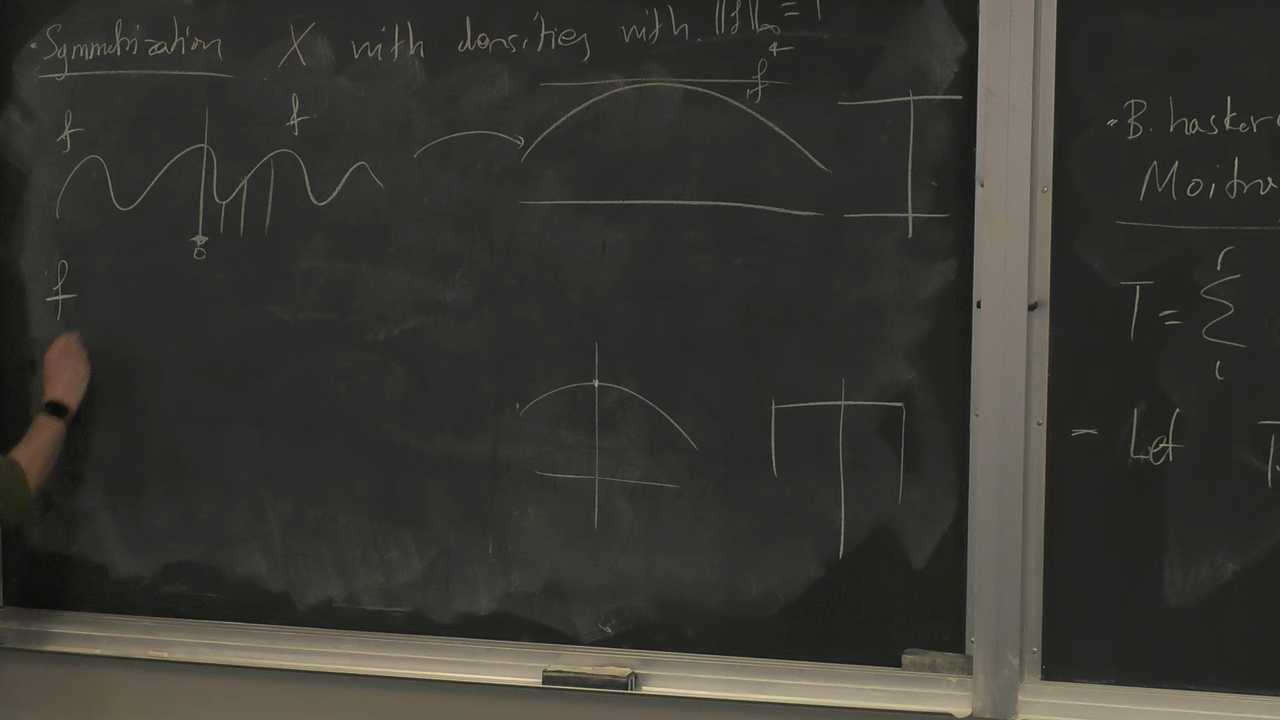 · Symmetrization X with densities with ‖f‖∞ = 1
f f f
0
f
· B. hasker
Moitra
T = Σ
r
- Let T